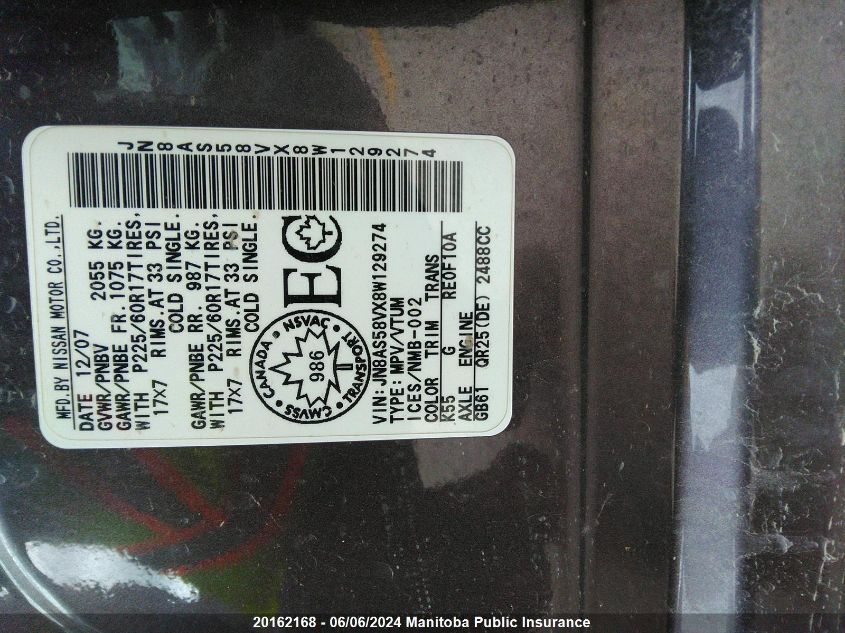 JN8AS58VX8W129274
MFD.BY NISSAN MOTOR CO.,LTD.
DATE 12/07
GVWR/PNBV 2055 KG.
GAWR/PNBE FR. 1075 KG.
WITH P225/60R17TIRES,
17X7 RIMS.AT 33 PSI
COLD SINGLE.
GAWR/PNBE RR. 987 KG.
WITH P225/60R17TIRES,
17X7 RIMS.AT 33 PSI
COLD SINGLE.
CANADA NSVAC
986
CMVSS TRANSPORT
EC
VIN:JN8AS58VX8W129274
TYPE:MPV/VTUM
ICES/NMB-002
COLOR TRIM TRANS
K55 G RE0F10A
AXLE ENGINE
GB61 QR25(DE) 2488CC
20162168 - 06/06/2024 Manitoba Public Insurance